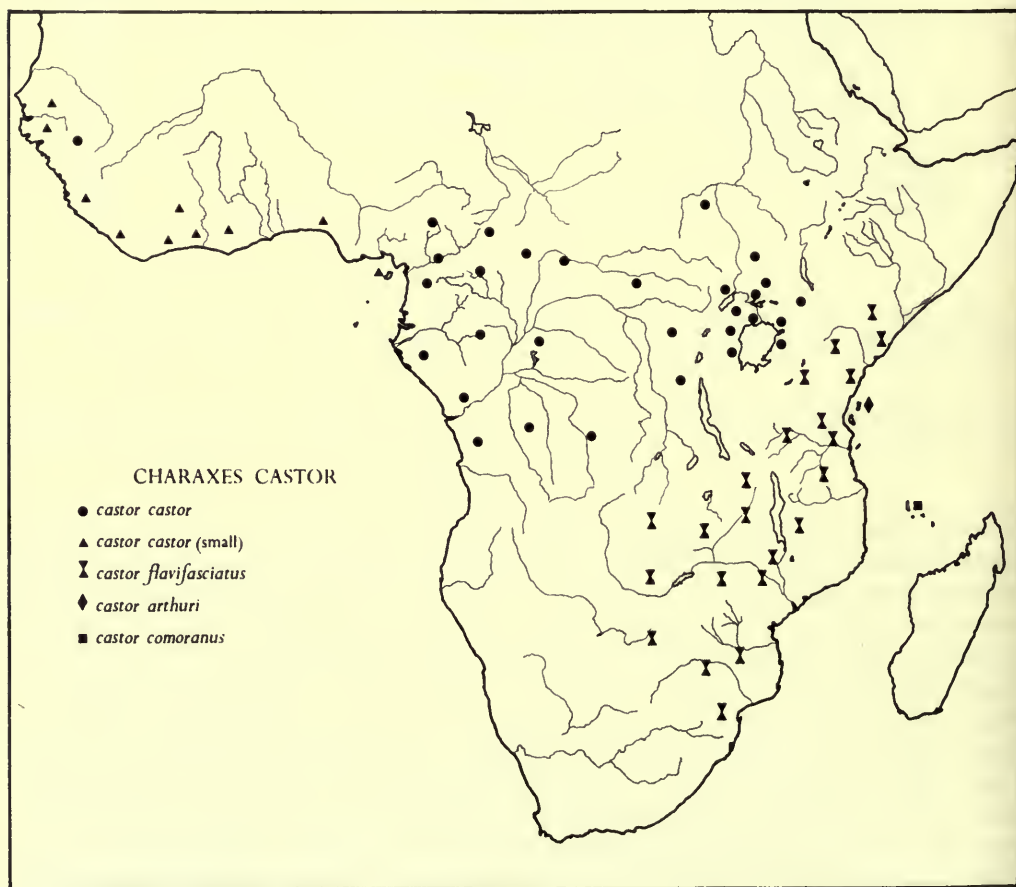 CHARAXES CASTOR
castor castor
castor castor (small)
castor flavifasciatus
castor arthuri
castor comoranus